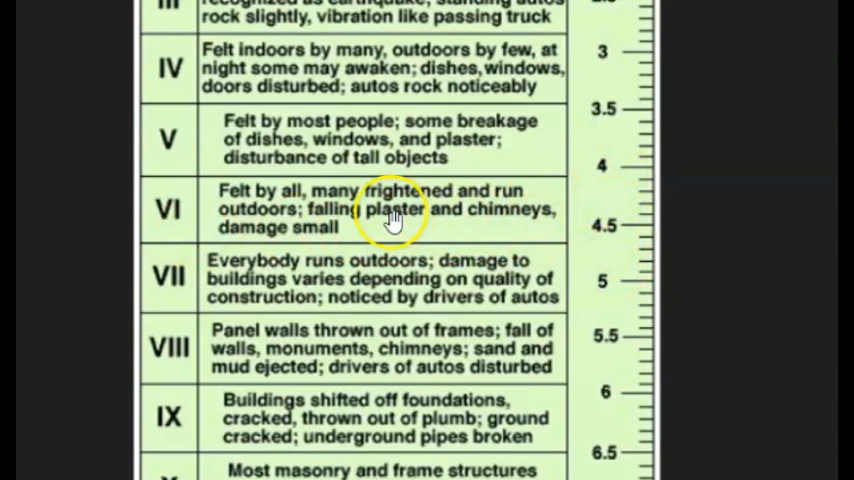 III
recognized as earthquake, standing autos
rock slightly, vibration like passing truck
IV
Felt indoors by many, outdoors by few, at
night some may awaken; dishes, windows,
doors disturbed; autos rock noticeably
3
3.5
V
Felt by most people; some breakage
of dishes, windows, and plaster;
disturbance of tall objects
4
VI
Felt by all, many frightened and run
outdoors; falling plaster and chimneys,
damage small
4.5
VII
Everybody runs outdoors; damage to
buildings varies depending on quality of
construction; noticed by drivers of autos
5
VIII
Panel walls thrown out of frames; fall of
walls, monuments, chimneys; sand and
mud ejected; drivers of autos disturbed
5.5
IX
Buildings shifted off foundations,
cracked, thrown out of plumb; ground
cracked; underground pipes broken
6
6.5
Most masonry and frame structures